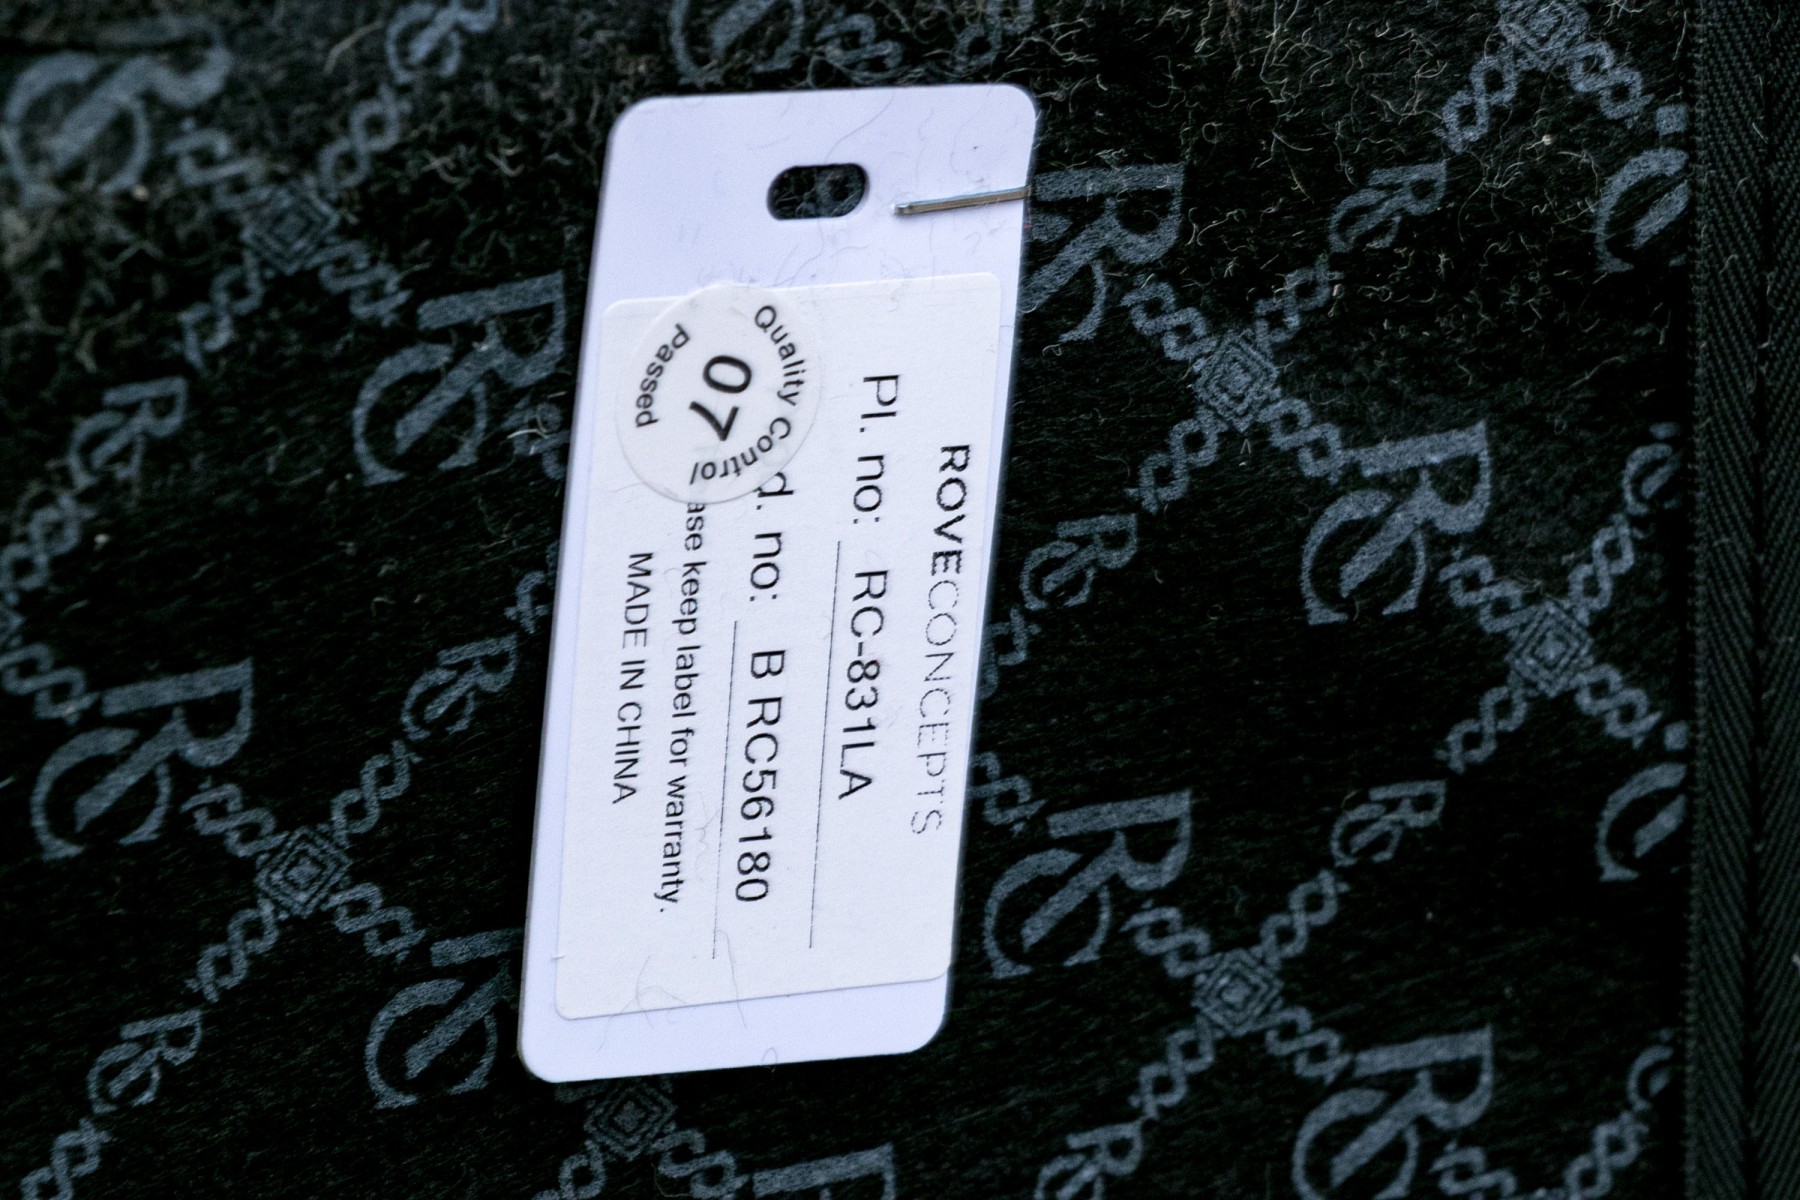 ROVECONCEPTS
Pl. no: RC-831LA
d. no: B RC56180
ase keep label for warranty.
MADE IN CHINA
Quality Control
07
Passed